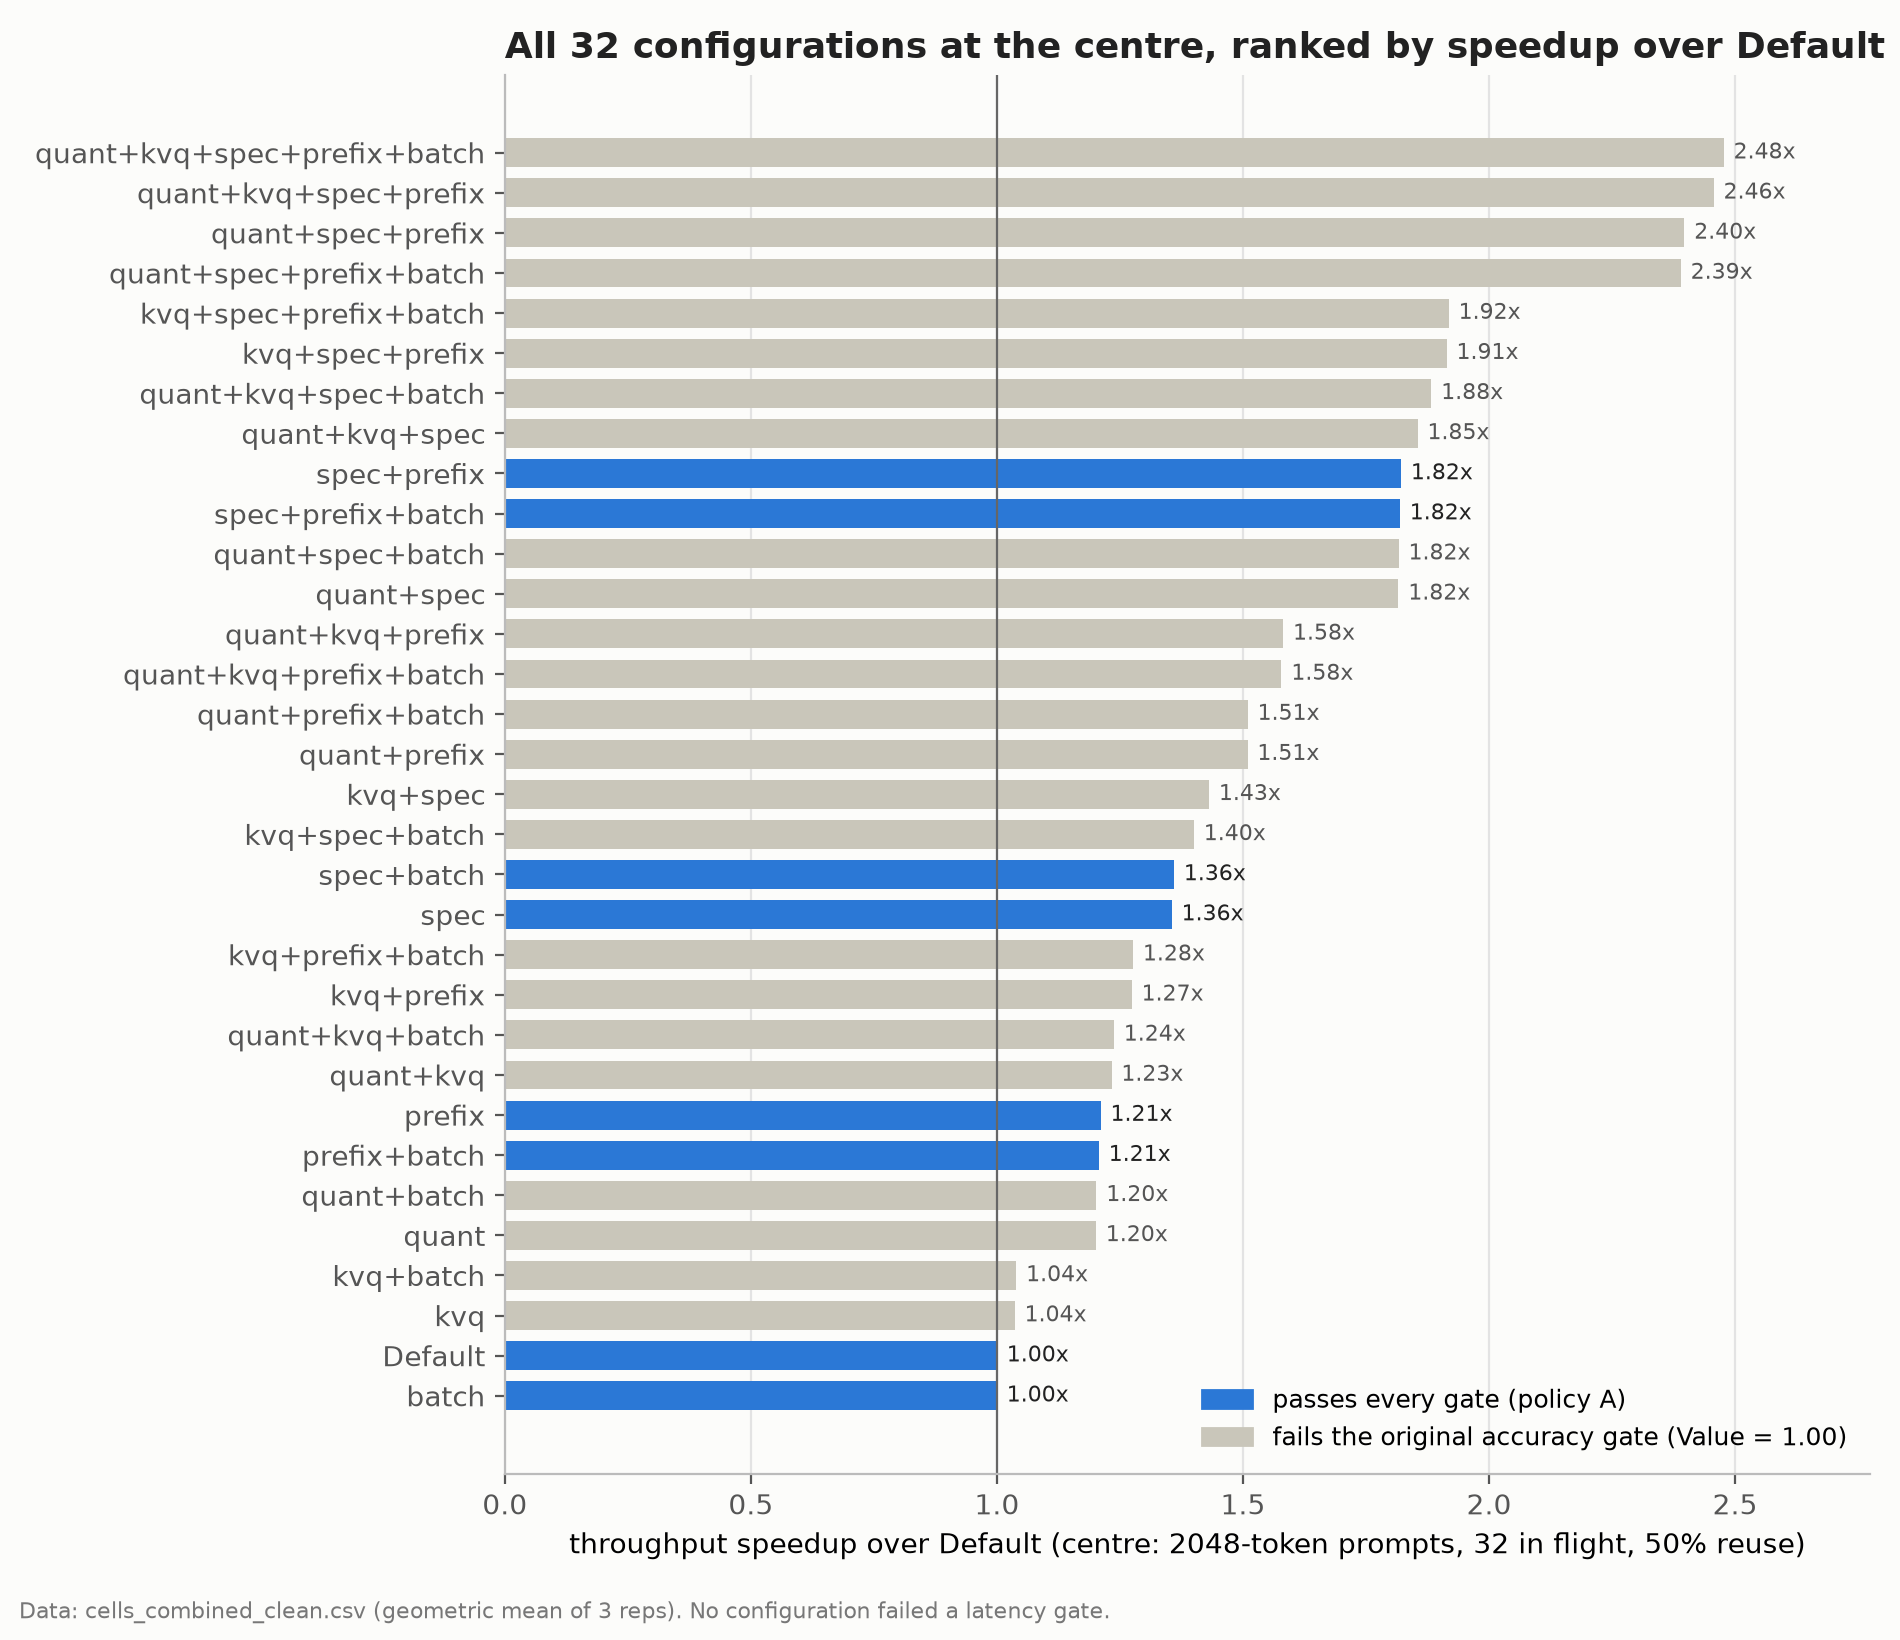 All 32 configurations at the centre, ranked by speedup over Default
quant+kvq+spec+prefix+batch 2.48x
quant+kvq+spec+prefix 2.46x
quant+spec+prefix 2.40x
quant+spec+prefix+batch 2.39x
kvq+spec+prefix+batch 1.92x
kvq+spec+prefix 1.91x
quant+kvq+spec+batch 1.88x
quant+kvq+spec 1.85x
spec+prefix 1.82x
spec+prefix+batch 1.82x
quant+spec+batch 1.82x
quant+spec 1.82x
quant+kvq+prefix 1.58x
quant+kvq+prefix+batch 1.58x
quant+prefix+batch 1.51x
quant+prefix 1.51x
kvq+spec 1.43x
kvq+spec+batch 1.40x
spec+batch 1.36x
spec 1.36x
kvq+prefix+batch 1.28x
kvq+prefix 1.27x
quant+kvq+batch 1.24x
quant+kvq 1.23x
prefix 1.21x
prefix+batch 1.21x
quant+batch 1.20x
quant 1.20x
kvq+batch 1.04x
kvq 1.04x
Default 1.00x
batch 1.00x
passes every gate (policy A)
fails the original accuracy gate (Value = 1.00)
0.0 0.5 1.0 1.5 2.0 2.5
throughput speedup over Default (centre: 2048-token prompts, 32 in flight, 50% reuse)
Data: cells_combined_clean.csv (geometric mean of 3 reps). No configuration failed a latency gate.